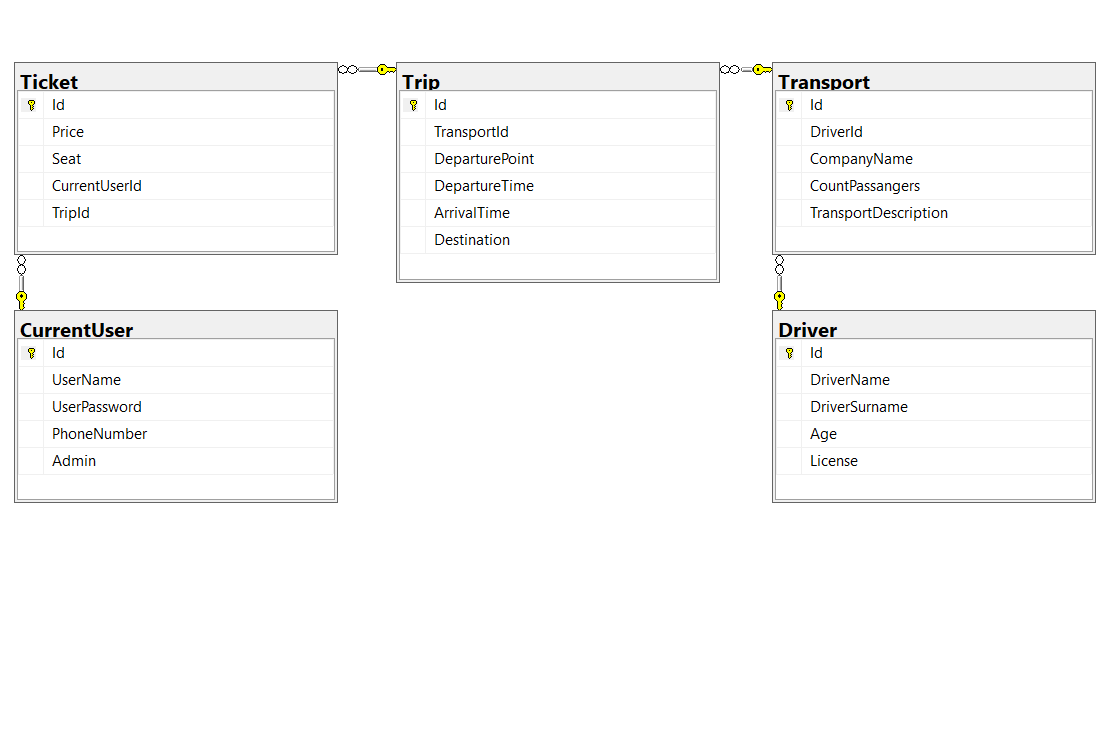 Ticket
Id
Price
Seat
CurrentUserId
TripId
Trip
Id
TransportId
DeparturePoint
DepartureTime
ArrivalTime
Destination
Transport
Id
DriverId
CompanyName
CountPassangers
TransportDescription
CurrentUser
Id
UserName
UserPassword
PhoneNumber
Admin
Driver
Id
DriverName
DriverSurname
Age
License